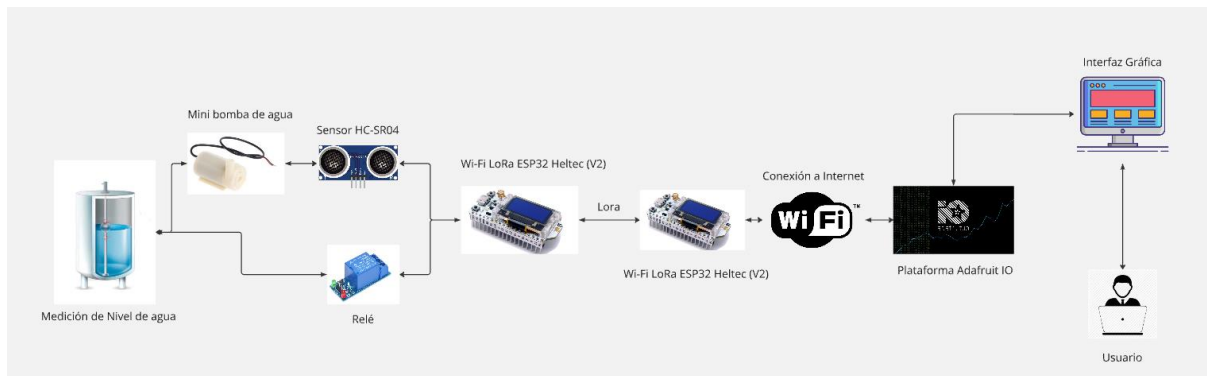 Interfaz Gráfica
Mini bomba de agua
Sensor HC-SR04
Wi-Fi LoRa ESP32 Heltec (V2)
Conexión a Internet
Lora
Wi Fi
TM
Wi-Fi LoRa ESP32 Heltec (V2)
Plataforma Adafruit IO
Medición de Nivel de agua
Relé
Usuario